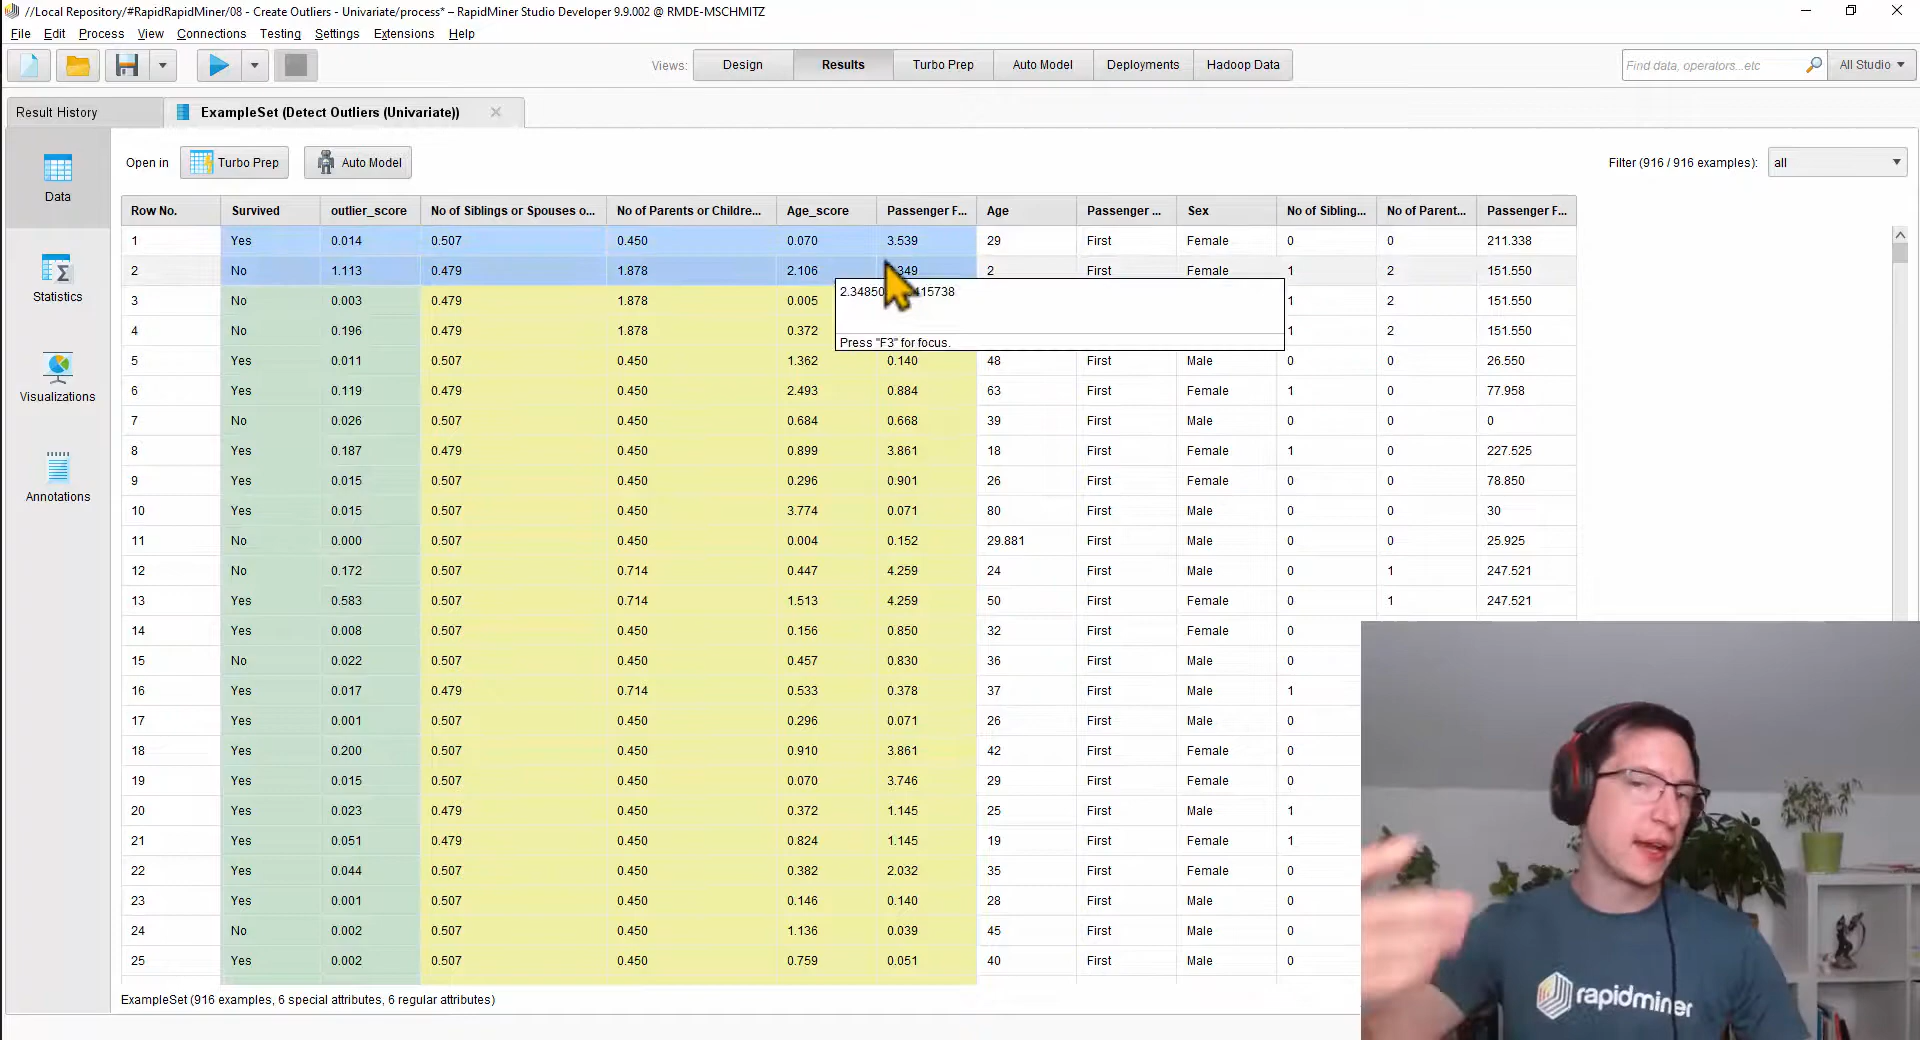 //Local Repository/#RapidRapidMiner/08 - Create Outliers - Univariate/process* – RapidMiner Studio Developer 9.9.002 @ RMDE-MSCHMITZ
File Edit Process View Connections Testing Settings Extensions Help
Views: Design Results Turbo Prep Auto Model Deployments Hadoop Data Find data, operators...etc All Studio
Result History ExampleSet (Detect Outliers (Univariate))
Data
Statistics
Visualizations
Annotations
Open in Turbo Prep Auto Model Filter (916 / 916 examples): all
Row No. Survived outlier_score No of Siblings or Spouses o... No of Parents or Childre... Age_score Passenger F... Age Passenger ... Sex No of Sibling... No of Parent... Passenger F...
1 Yes 0.014 0.507 0.450 0.070 3.539 29 First Female 0 0 211.338
2 No 1.113 0.479 1.878 2.106 2 First Female 1 2 151.550
3 No 0.003 0.479 1.878 0.005 1 2 151.550
4 No 0.196 0.479 1.878 0.372 1 2 151.550
5 Yes 0.011 0.507 0.450 1.362 0.140 48 First Male 0 0 26.550
6 Yes 0.119 0.479 0.450 2.493 0.884 63 First Female 1 0 77.958
7 No 0.026 0.507 0.450 0.684 0.668 39 First Male 0 0 0
8 Yes 0.187 0.479 0.450 0.899 3.861 18 First Female 1 0 227.525
9 Yes 0.015 0.507 0.450 0.296 0.901 26 First Female 0 0 78.850
10 Yes 0.015 0.507 0.450 3.774 0.071 80 First Male 0 0 30
11 No 0.000 0.507 0.450 0.004 0.152 29.881 First Male 0 0 25.925
12 No 0.172 0.507 0.714 0.447 4.259 24 First Male 0 1 247.521
13 Yes 0.583 0.507 0.714 1.513 4.259 50 First Female 0 1 247.521
14 Yes 0.008 0.507 0.450 0.156 0.850 32 First Female 0
15 No 0.022 0.507 0.450 0.457 0.830 36 First Male 0
16 Yes 0.017 0.479 0.714 0.533 0.378 37 First Male 1
17 Yes 0.001 0.507 0.450 0.296 0.071 26 First Male 0
18 Yes 0.200 0.507 0.450 0.910 3.861 42 First Female 0
19 Yes 0.015 0.507 0.450 0.070 3.746 29 First Female 0
20 Yes 0.023 0.479 0.450 0.372 1.145 25 First Male 1
21 Yes 0.051 0.479 0.450 0.824 1.145 19 First Female 1
22 Yes 0.044 0.507 0.450 0.382 2.032 35 First Female 0
23 Yes 0.001 0.507 0.450 0.146 0.140 28 First Male 0
24 No 0.002 0.507 0.450 1.136 0.039 45 First Male 0
25 Yes 0.002 0.507 0.450 0.759 0.051 40 First Male 0
Press "F3" for focus.
ExampleSet (916 examples, 6 special attributes, 6 regular attributes)
rapidminer